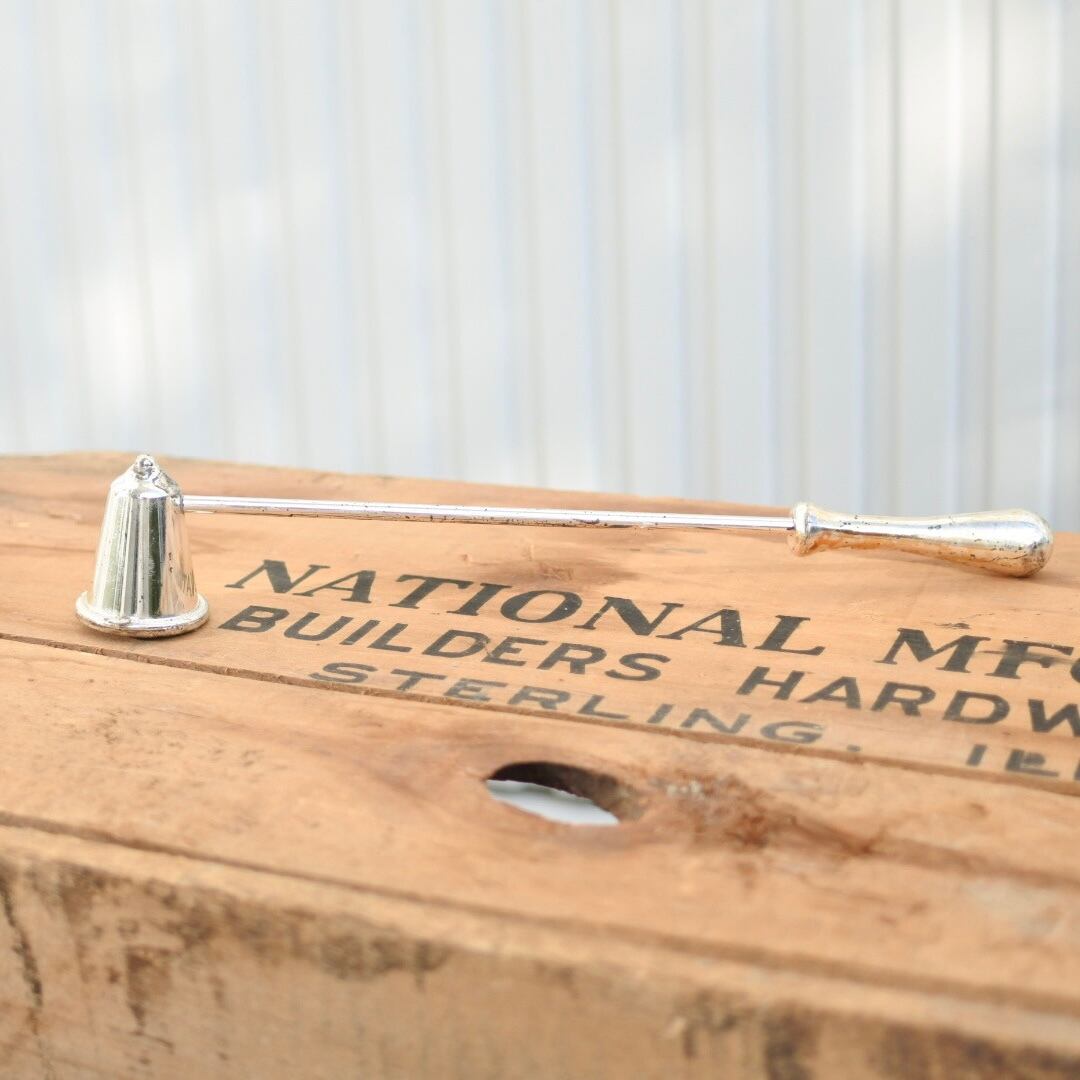 NATIONAL MFG
BUILDERS HARDW
STERLING. ILL